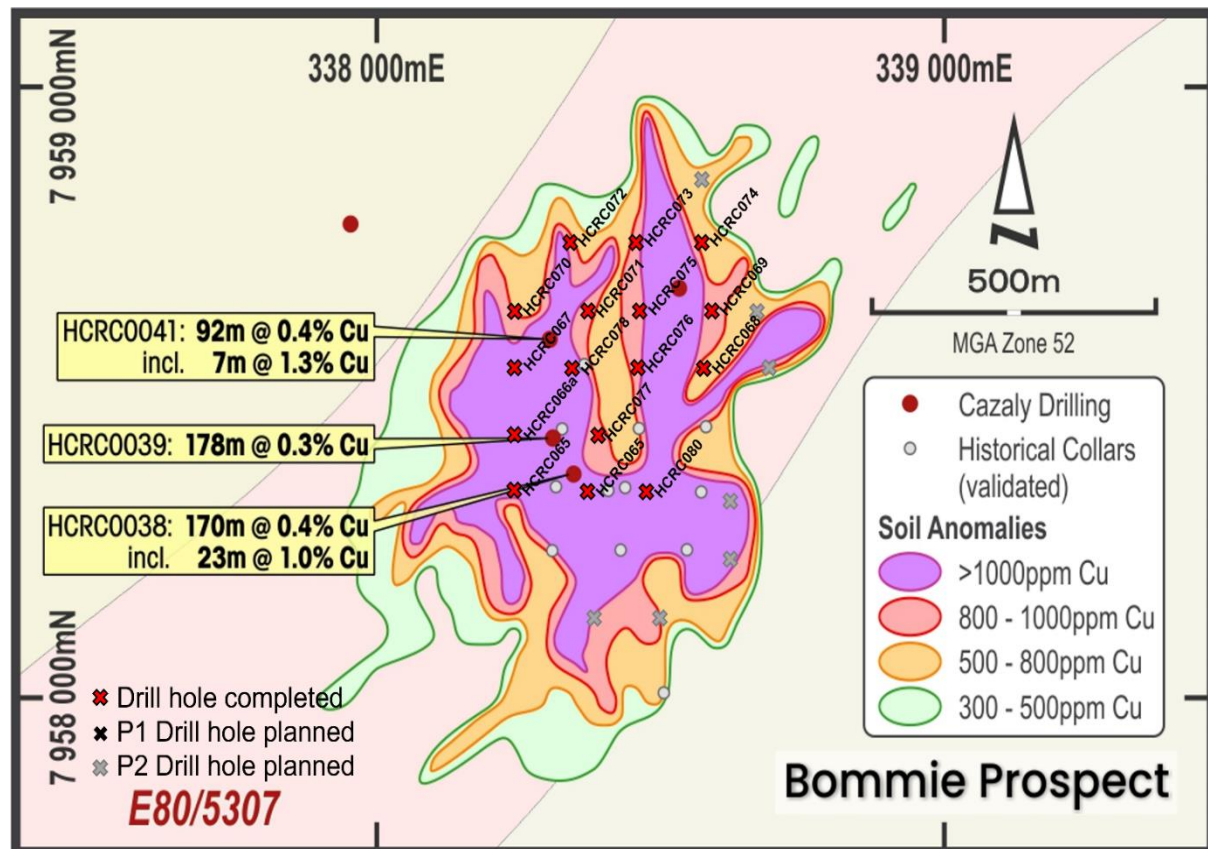 338 000mE
339 000mE
7 959 000mN
7 958 000mN
N
500m
MGA Zone 52
HCRC072
HCRC073
HCRC074
HCRC070
HCRC071
HCRC075
HCRC069
HCRC067
HCRC078
HCRC076
HCRC068
HCRC066a
HCRC077
HCRC065
HCRC065
HCRC080
HCRC0041: 92m @ 0.4% Cu
incl. 7m @ 1.3% Cu
HCRC0039: 178m @ 0.3% Cu
HCRC0038: 170m @ 0.4% Cu
incl. 23m @ 1.0% Cu
Cazaly Drilling
Historical Collars
(validated)
Soil Anomalies
>1000ppm Cu
800 - 1000ppm Cu
500 - 800ppm Cu
300 - 500ppm Cu
Drill hole completed
P1 Drill hole planned
P2 Drill hole planned
E80/5307
Bommie Prospect